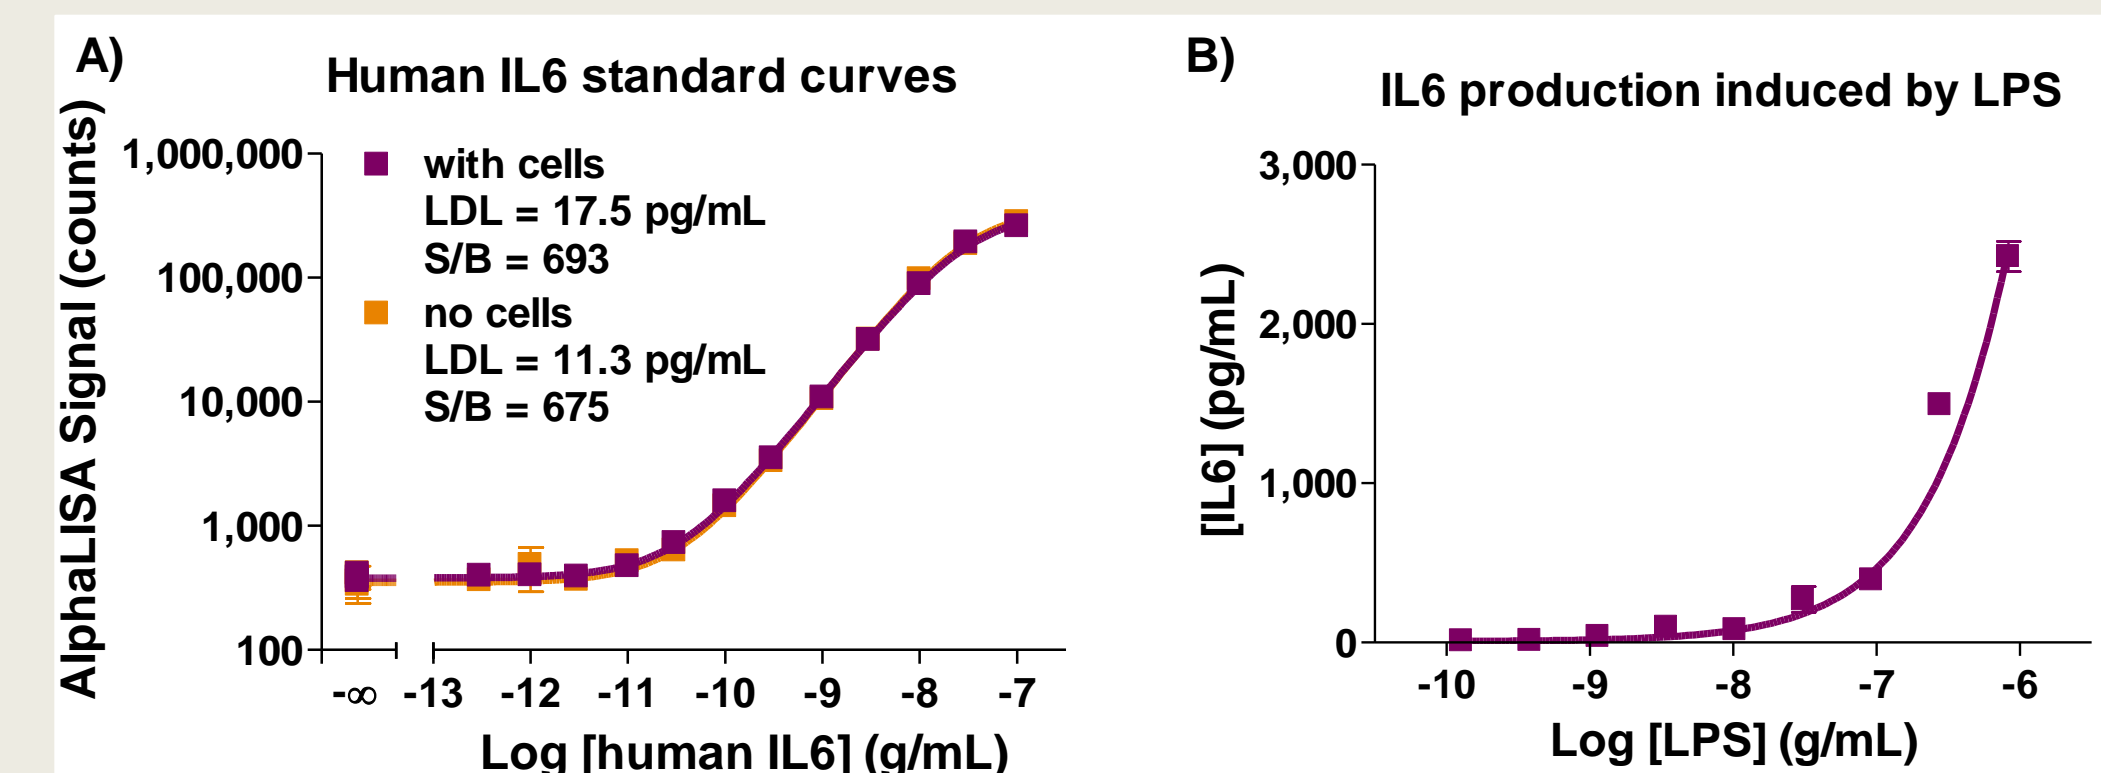 A)
Human IL6 standard curves
AlphaLISA Signal (counts)
1,000,000
100,000
10,000
1,000
100
with cells
LDL = 17.5 pg/mL
S/B = 693
no cells
LDL = 11.3 pg/mL
S/B = 675
-∞ -13 -12 -11 -10 -9 -8 -7
Log [human IL6] (g/mL)
B)
IL6 production induced by LPS
[IL6] (pg/mL)
3,000
2,000
1,000
0
-10 -9 -8 -7 -6
Log [LPS] (g/mL)